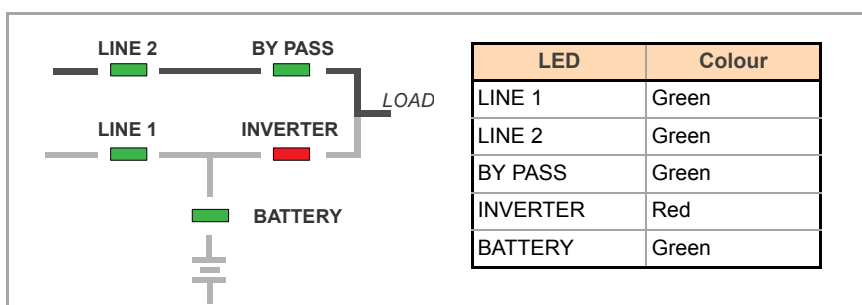 LINE 2 BY PASS
LOAD
LINE 1 INVERTER
BATTERY
LED Colour
LINE 1 Green
LINE 2 Green
BY PASS Green
INVERTER Red
BATTERY Green